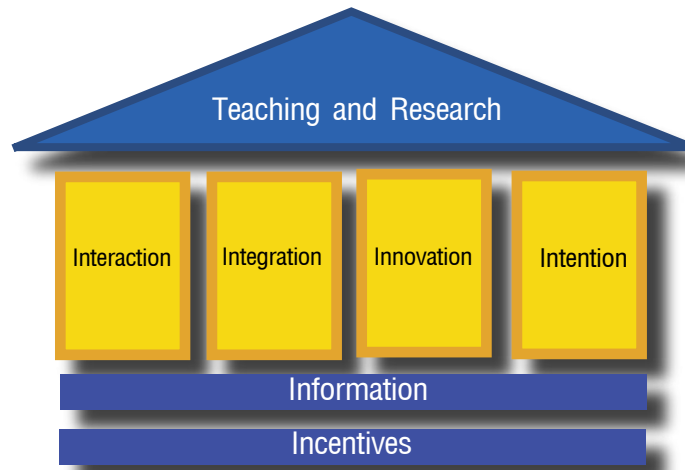 Teaching and Research
Interaction
Integration
Innovation
Intention
Information
Incentives